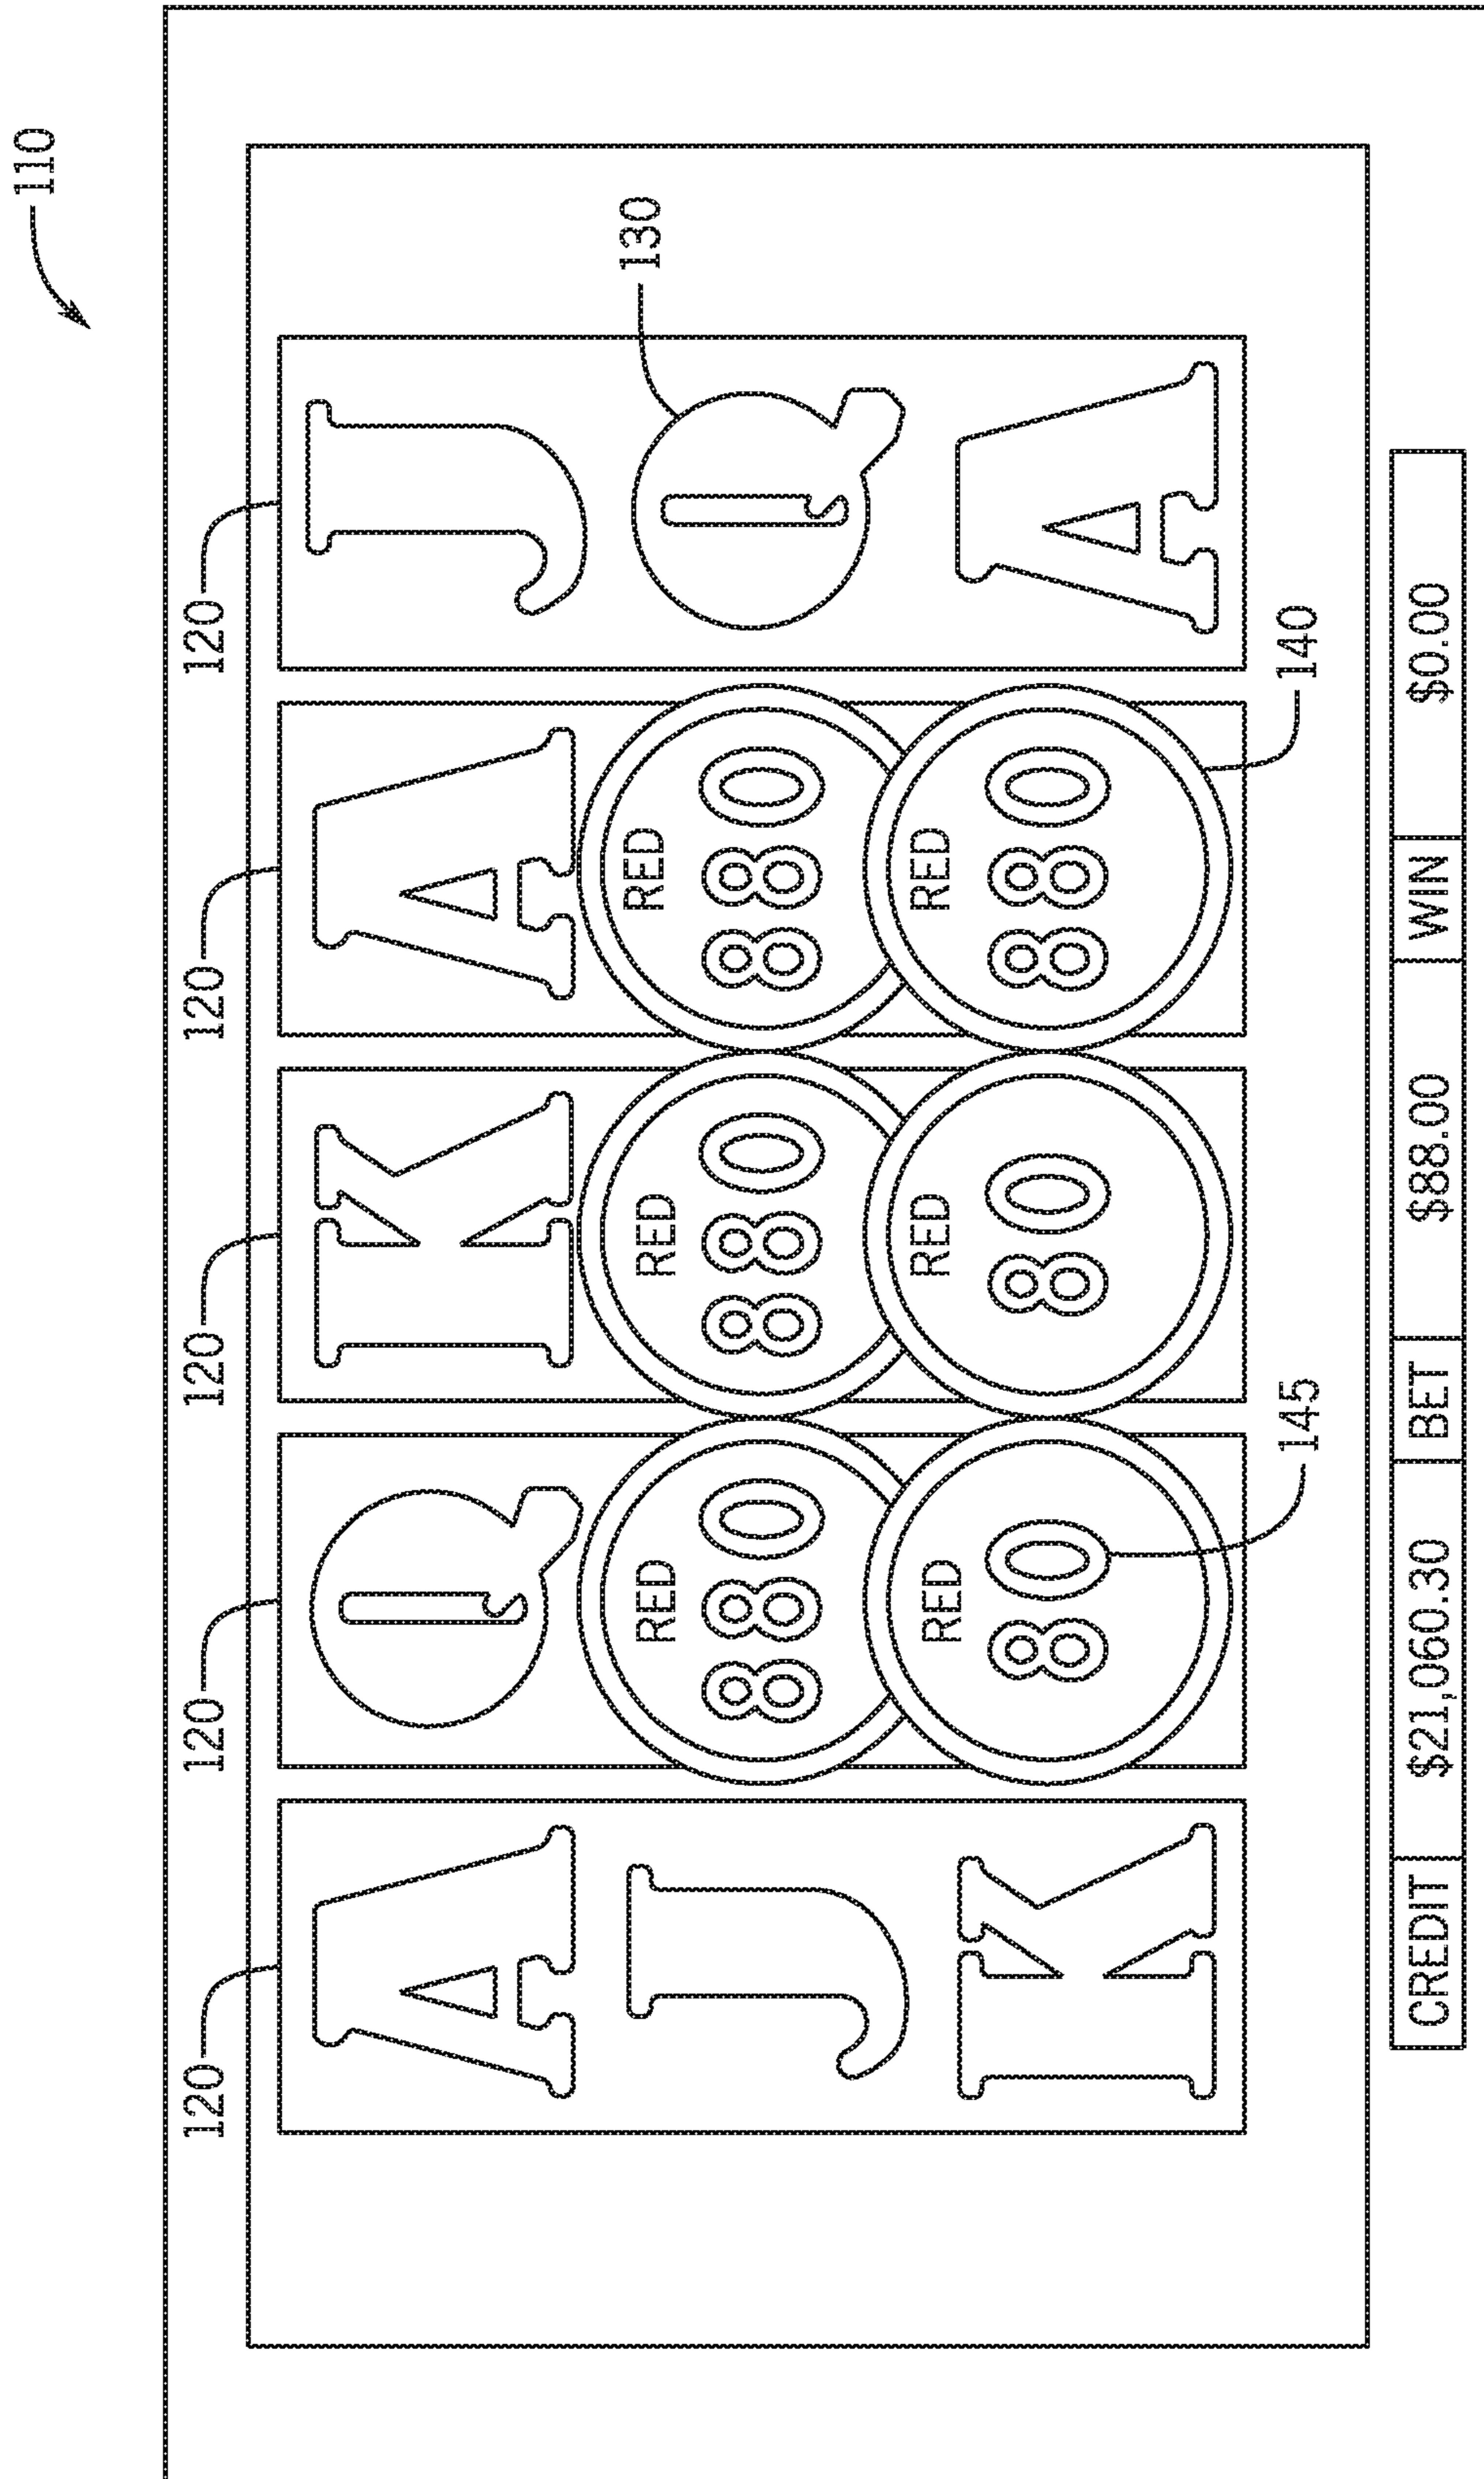 110
120 120 120 120 120
A Q K A J
130
J RED 880 RED 880 RED 880 Q
K RED 80 RED 80 RED 880 A
145 140
CREDIT $21,060.30 BET $88.00 WIN $0.00